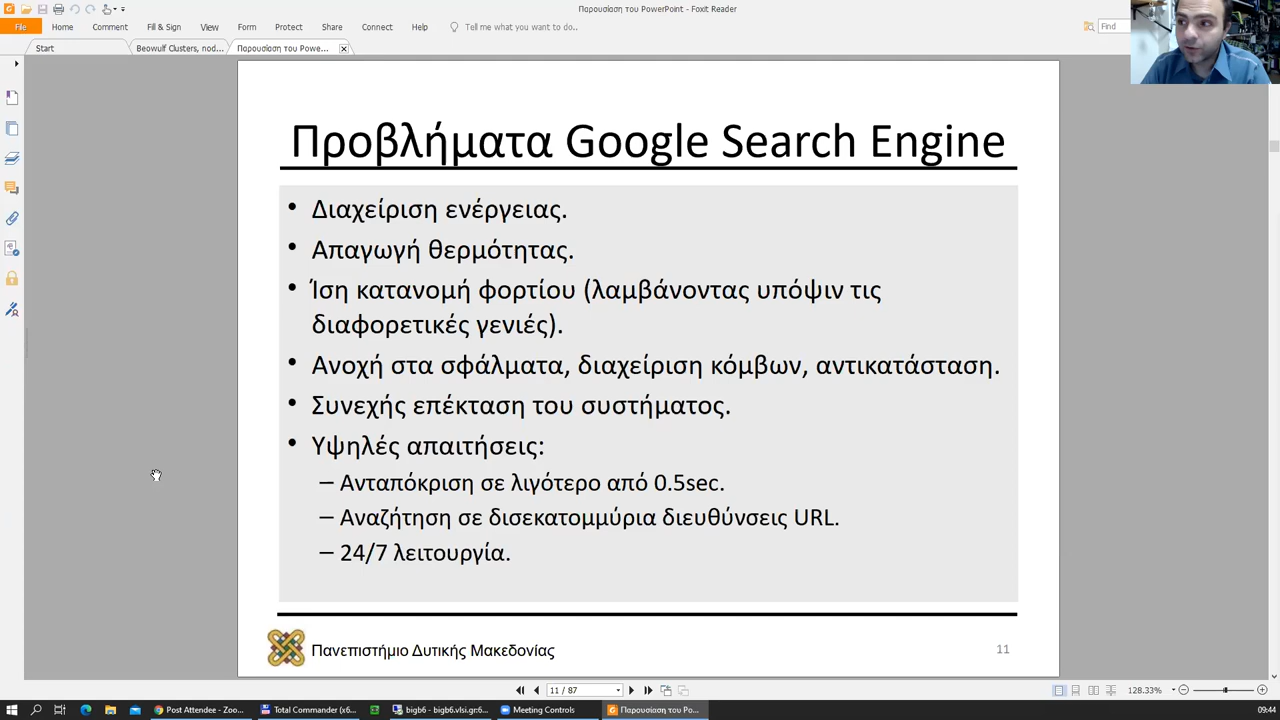 Παρουσίαση του PowerPoint - Foxit Reader
File Home Comment Fill & Sign View Form Protect Share Connect Help Tell me what you want to do.. Find
Start Beowulf Clusters, nod... Παρουσίαση του Powe...
Προβλήματα Google Search Engine
• Διαχείριση ενέργειας.
• Απαγωγή θερμότητας.
• Ίση κατανομή φορτίου (λαμβάνοντας υπόψιν τις
διαφορετικές γενιές).
• Ανοχή στα σφάλματα, διαχείριση κόμβων, αντικατάσταση.
• Συνεχής επέκταση του συστήματος.
• Υψηλές απαιτήσεις:
– Ανταπόκριση σε λιγότερο από 0.5sec.
– Αναζήτηση σε δισεκατομμύρια διευθύνσεις URL.
– 24/7 λειτουργία.
Πανεπιστήμιο Δυτικής Μακεδονίας 11
11 / 87 128.33%
Post Attendee - Zoo... Total Commander (x6... bigb6 - bigb6.vlsi.gr6... Meeting Controls Παρουσίαση του Po... 09:44